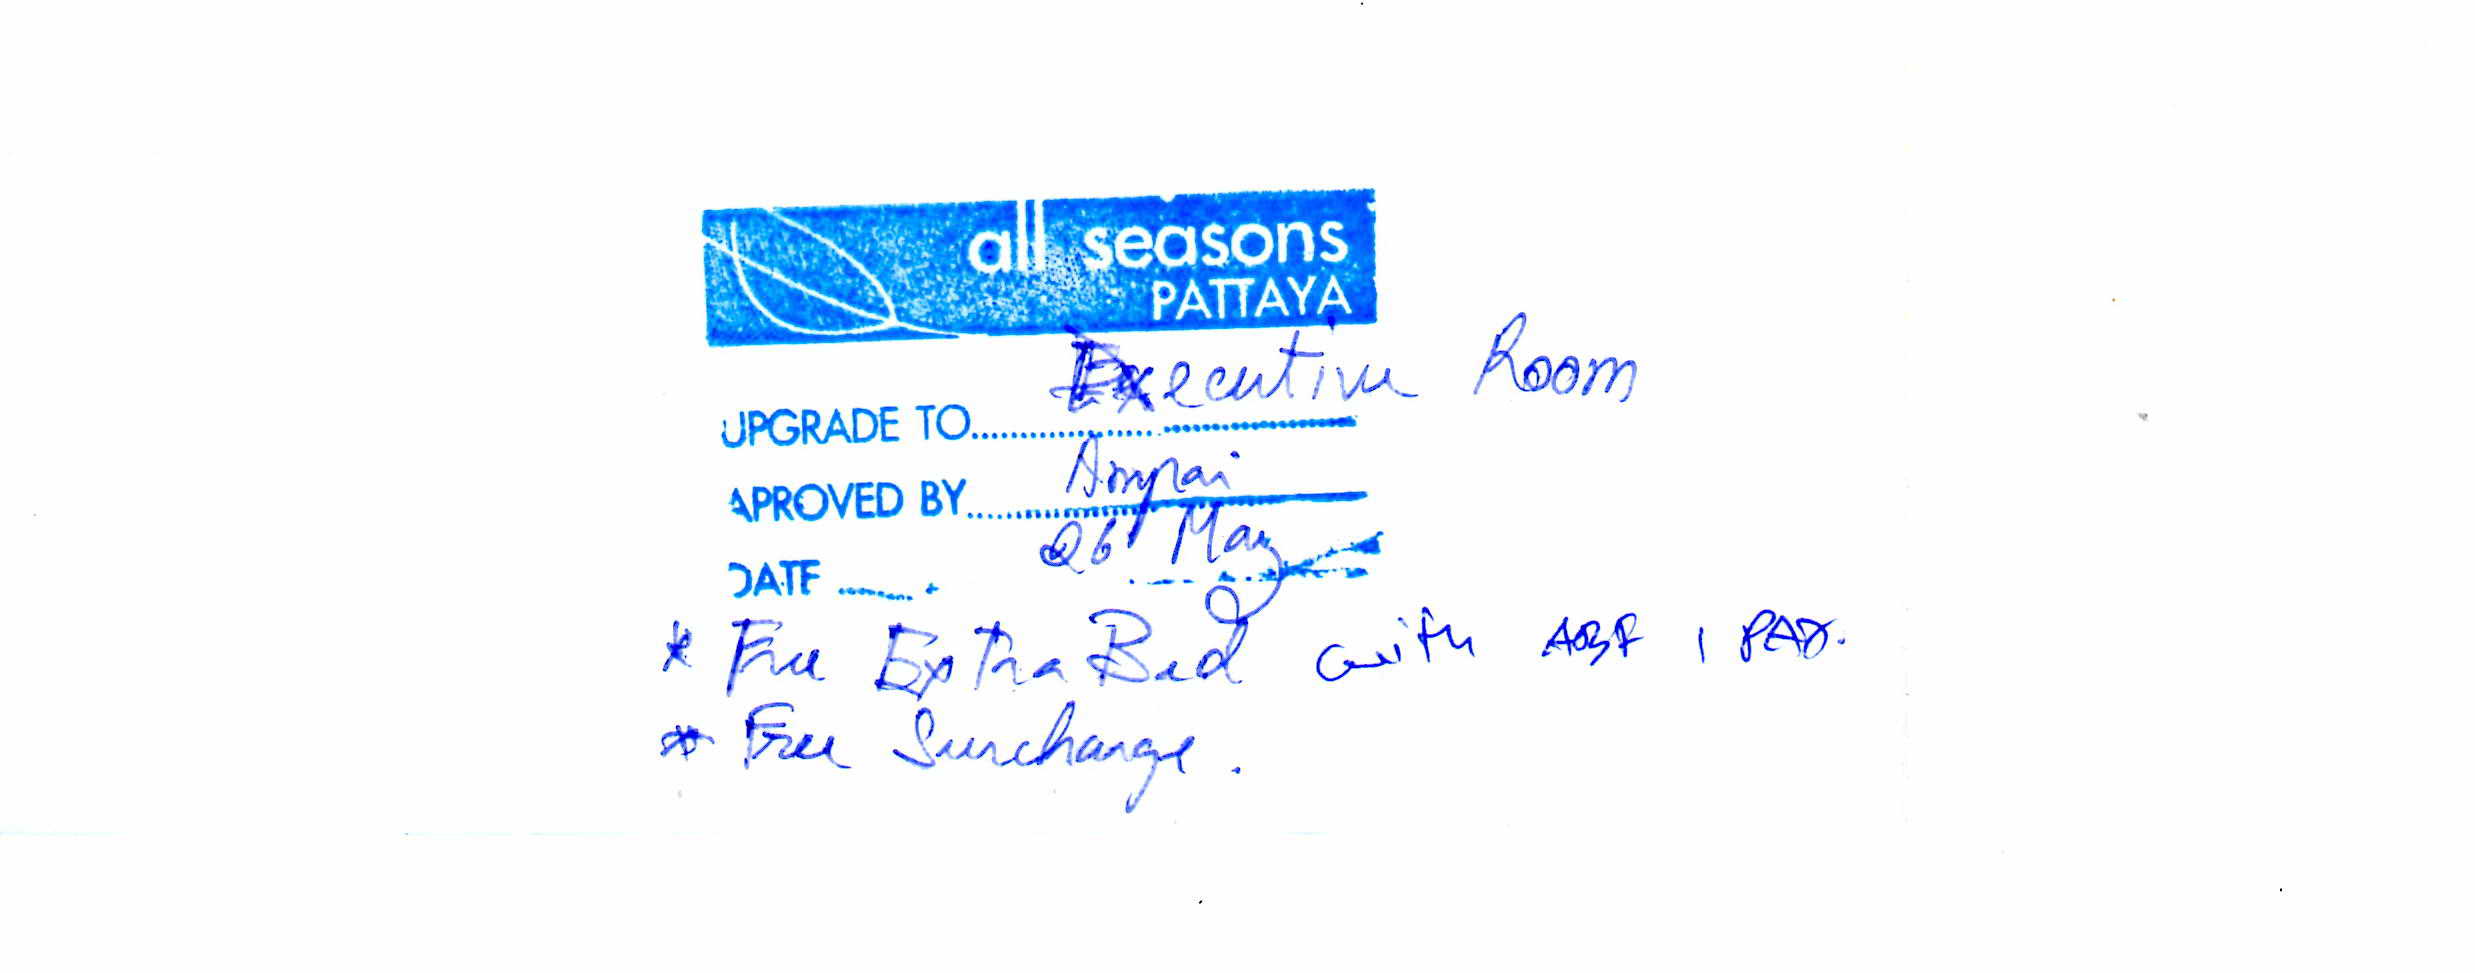 all seasons
PATTAYA
Executive Room
UPGRADE TO
Ampai
APROVED BY
26 May
DATE
* Free Extra Bed with ABF 1 PAX.
* Free Surcharge.